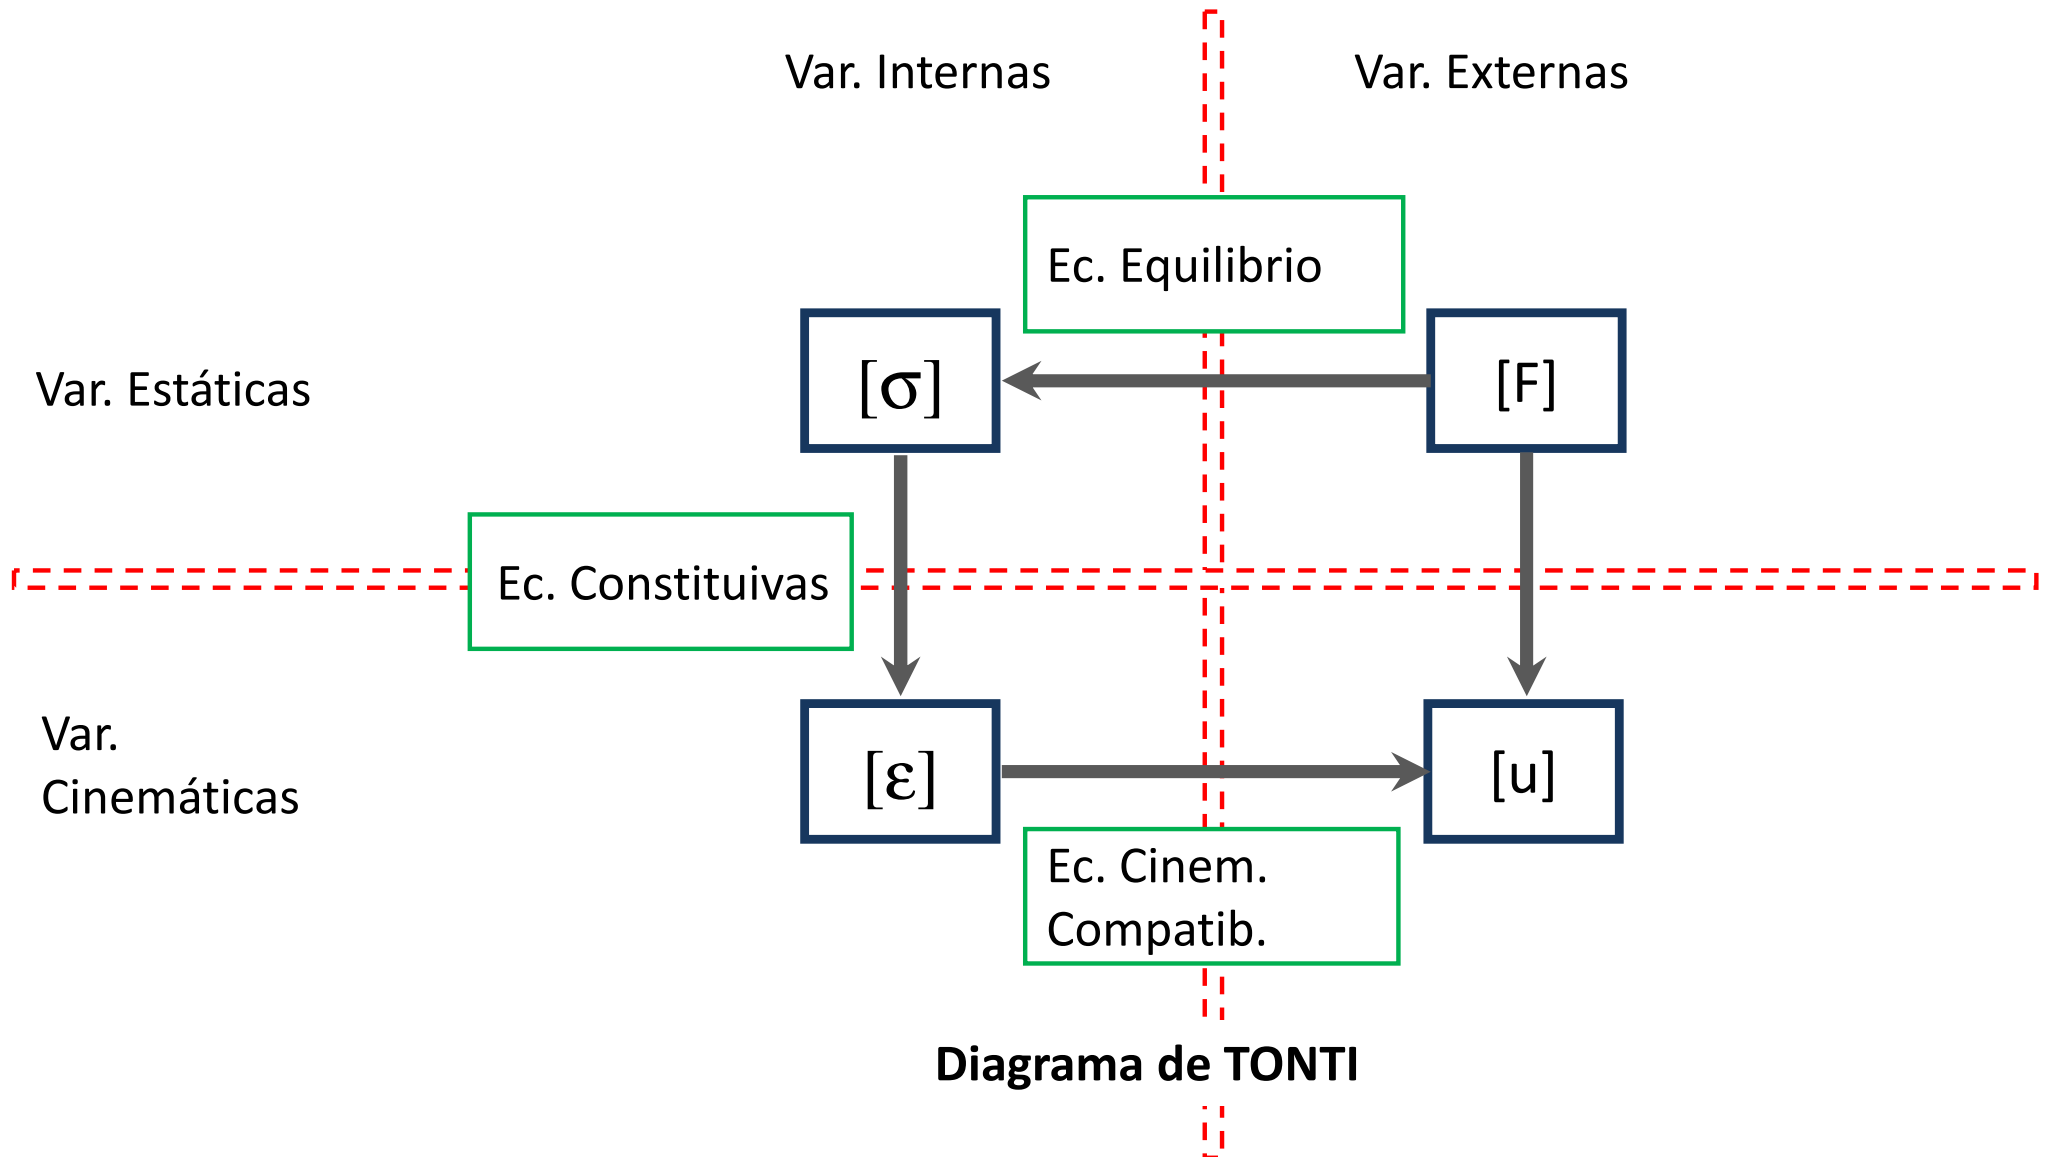 Var. Internas
Var. Externas
Ec. Equilibrio
Var. Estáticas
[σ]
[F]
Ec. Constituivas
Var.
Cinemáticas
[ε]
[u]
Ec. Cinem.
Compatib.
Diagrama de TONTI